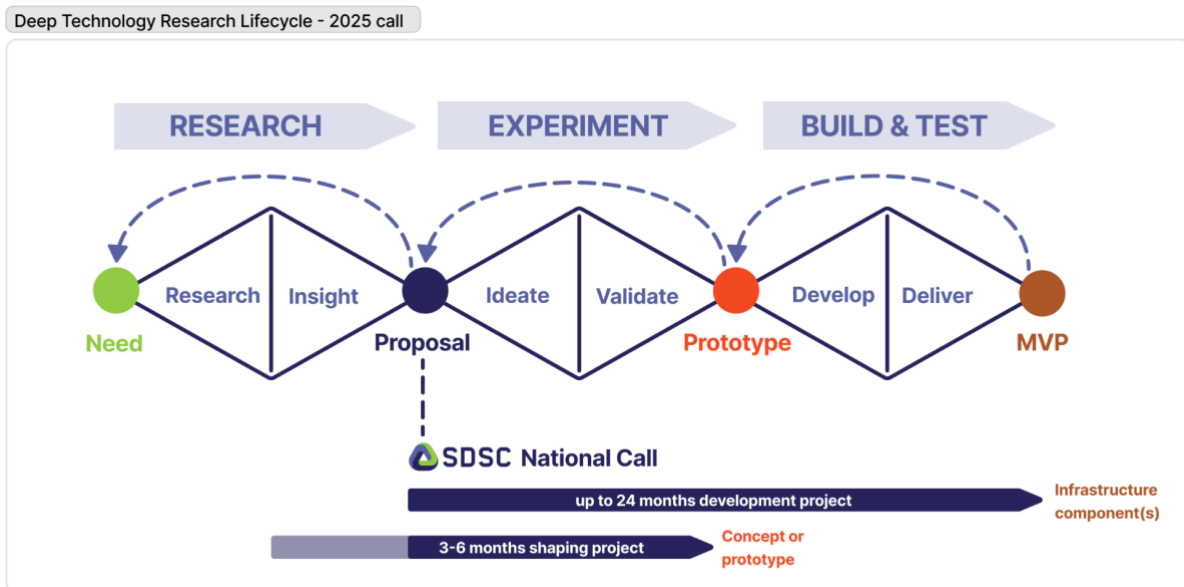 Deep Technology Research Lifecycle - 2025 call
RESEARCH
EXPERIMENT
BUILD & TEST
Research
Insight
Ideate
Validate
Develop
Deliver
Need
Proposal
Prototype
MVP
SDSC National Call
up to 24 months development project
Infrastructure
component(s)
3-6 months shaping project
Concept or
prototype